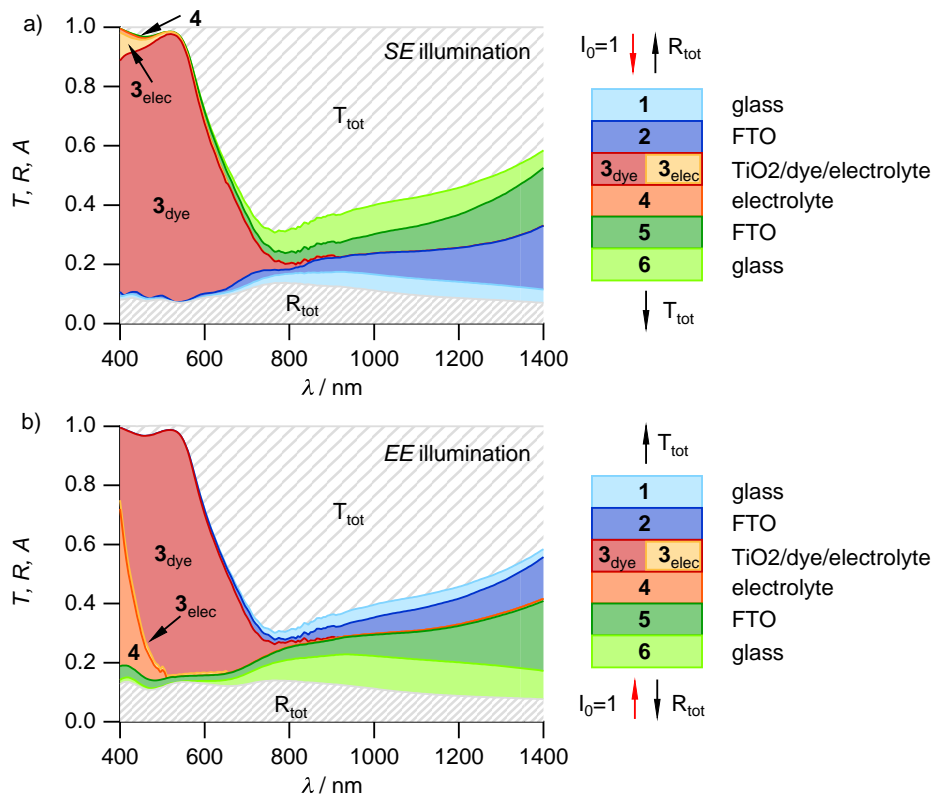 a)
T, R, A
1.0
0.8
0.6
0.4
0.2
0.0
4
3elec
3dye
SE illumination
Ttot
Rtot
400 600 800 1000 1200 1400
λ / nm
I0=1
Rtot
1 glass
2 FTO
3dye 3elec TiO2/dye/electrolyte
4 electrolyte
5 FTO
6 glass
Ttot
b)
T, R, A
1.0
0.8
0.6
0.4
0.2
0.0
EE illumination
Ttot
3dye
3elec
4
Rtot
400 600 800 1000 1200 1400
λ / nm
Ttot
1 glass
2 FTO
3dye 3elec TiO2/dye/electrolyte
4 electrolyte
5 FTO
6 glass
I0=1
Rtot